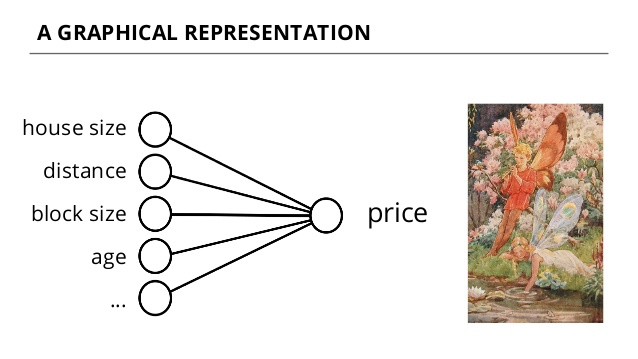 A GRAPHICAL REPRESENTATION
house size
distance
block size
age
...
price